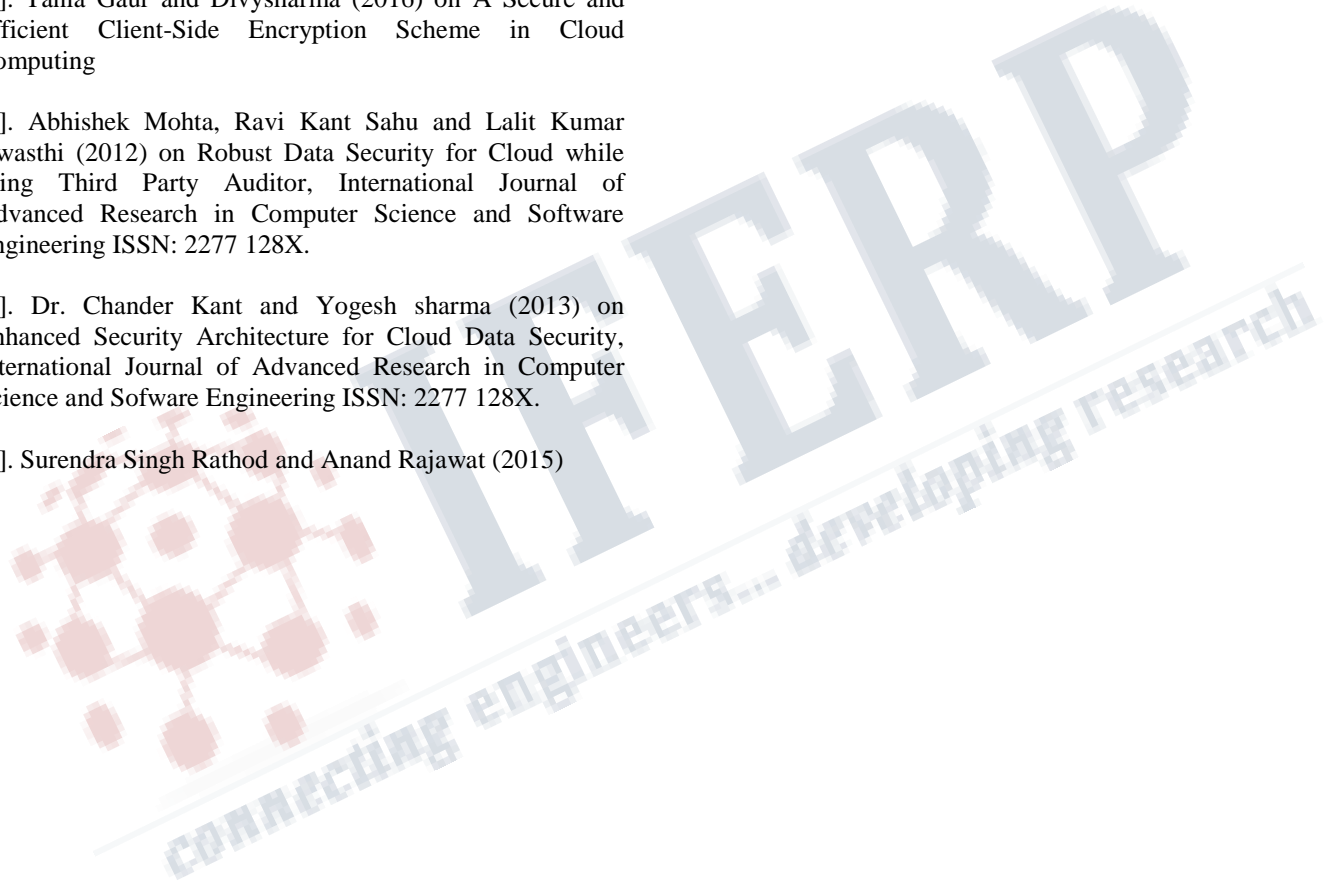 ]. Tania Gaur and Divysharma (2016) on A Secure and
fficient Client-Side Encryption Scheme in Cloud
omputing
]. Abhishek Mohta, Ravi Kant Sahu and Lalit Kumar
wasthi (2012) on Robust Data Security for Cloud while
ing Third Party Auditor, International Journal of
dvanced Research in Computer Science and Software
ngineering ISSN: 2277 128X.
]. Dr. Chander Kant and Yogesh sharma (2013) on
nhanced Security Architecture for Cloud Data Security,
ternational Journal of Advanced Research in Computer
cience and Sofware Engineering ISSN: 2277 128X.
]. Surendra Singh Rathod and Anand Rajawat (2015)
IFERP
connecting engineers... developing research